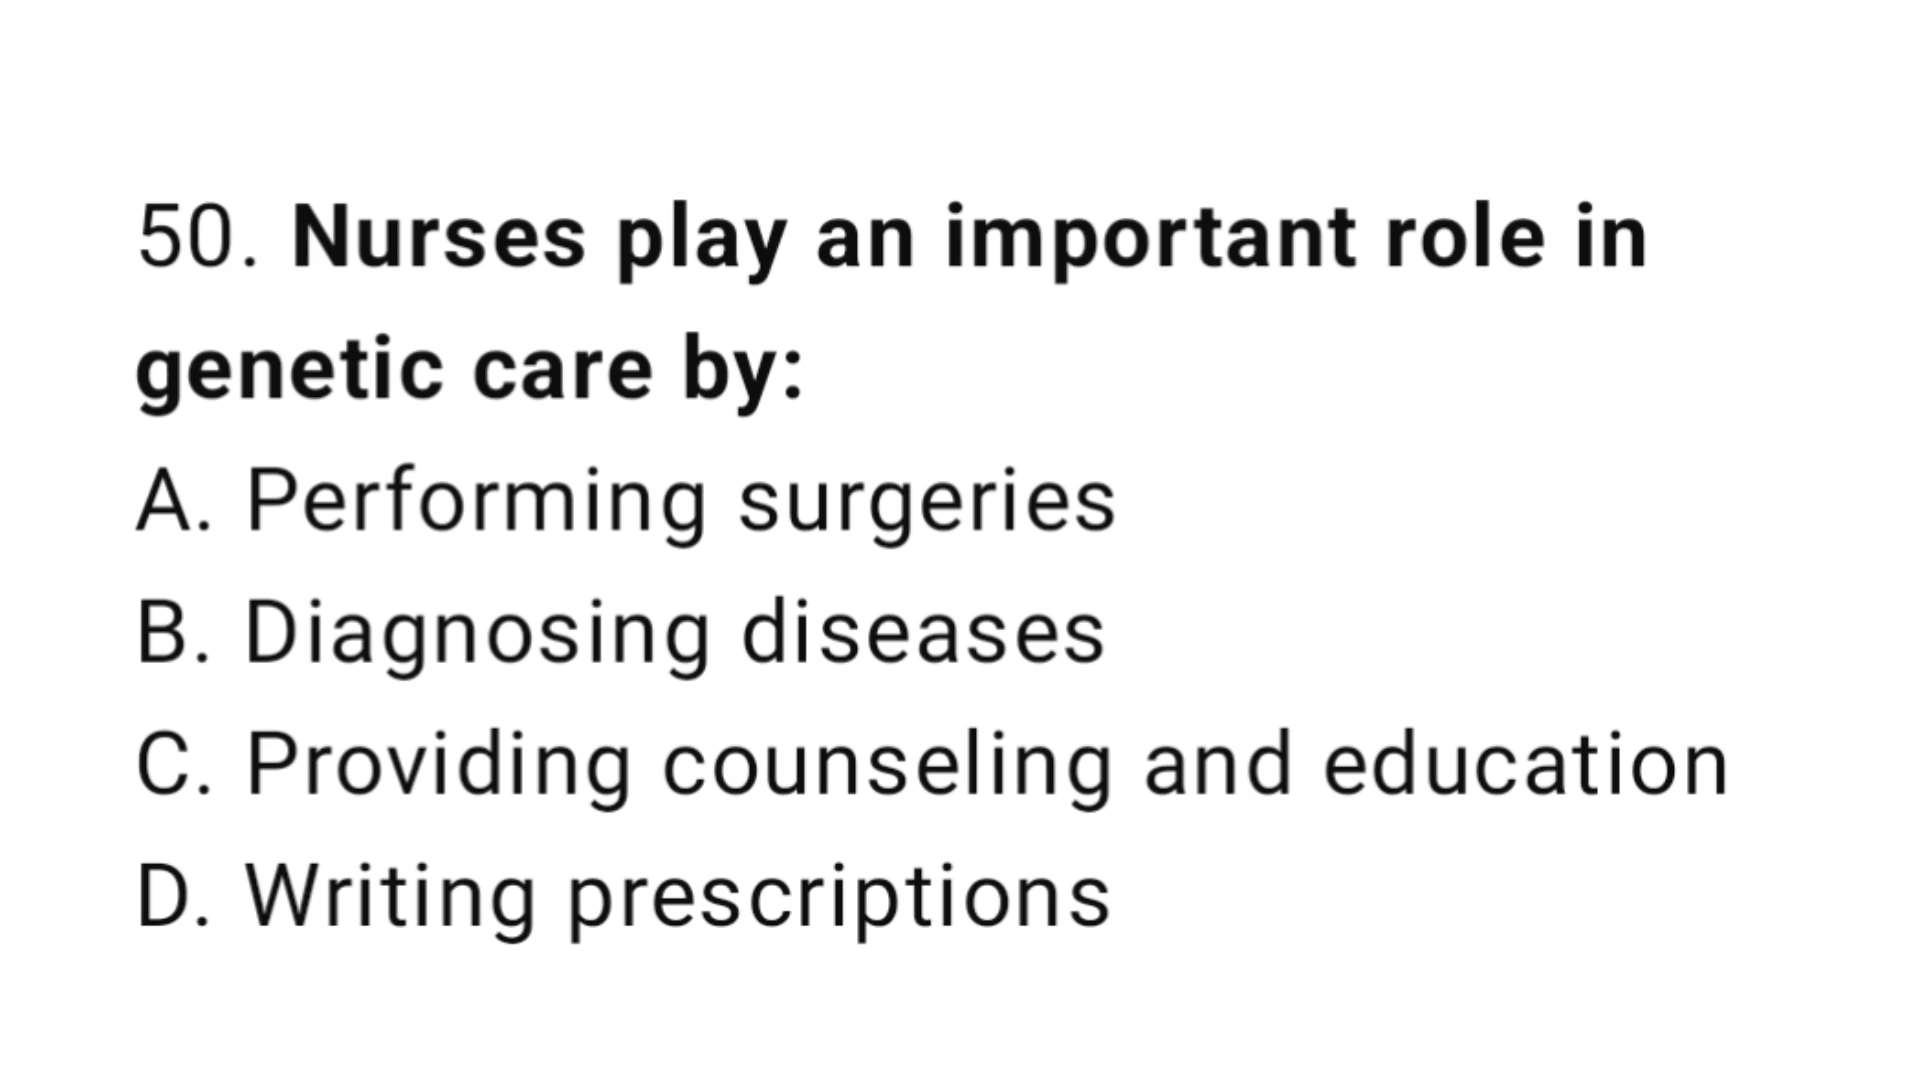 50. Nurses play an important role in
genetic care by:
A. Performing surgeries
B. Diagnosing diseases
C. Providing counseling and education
D. Writing prescriptions